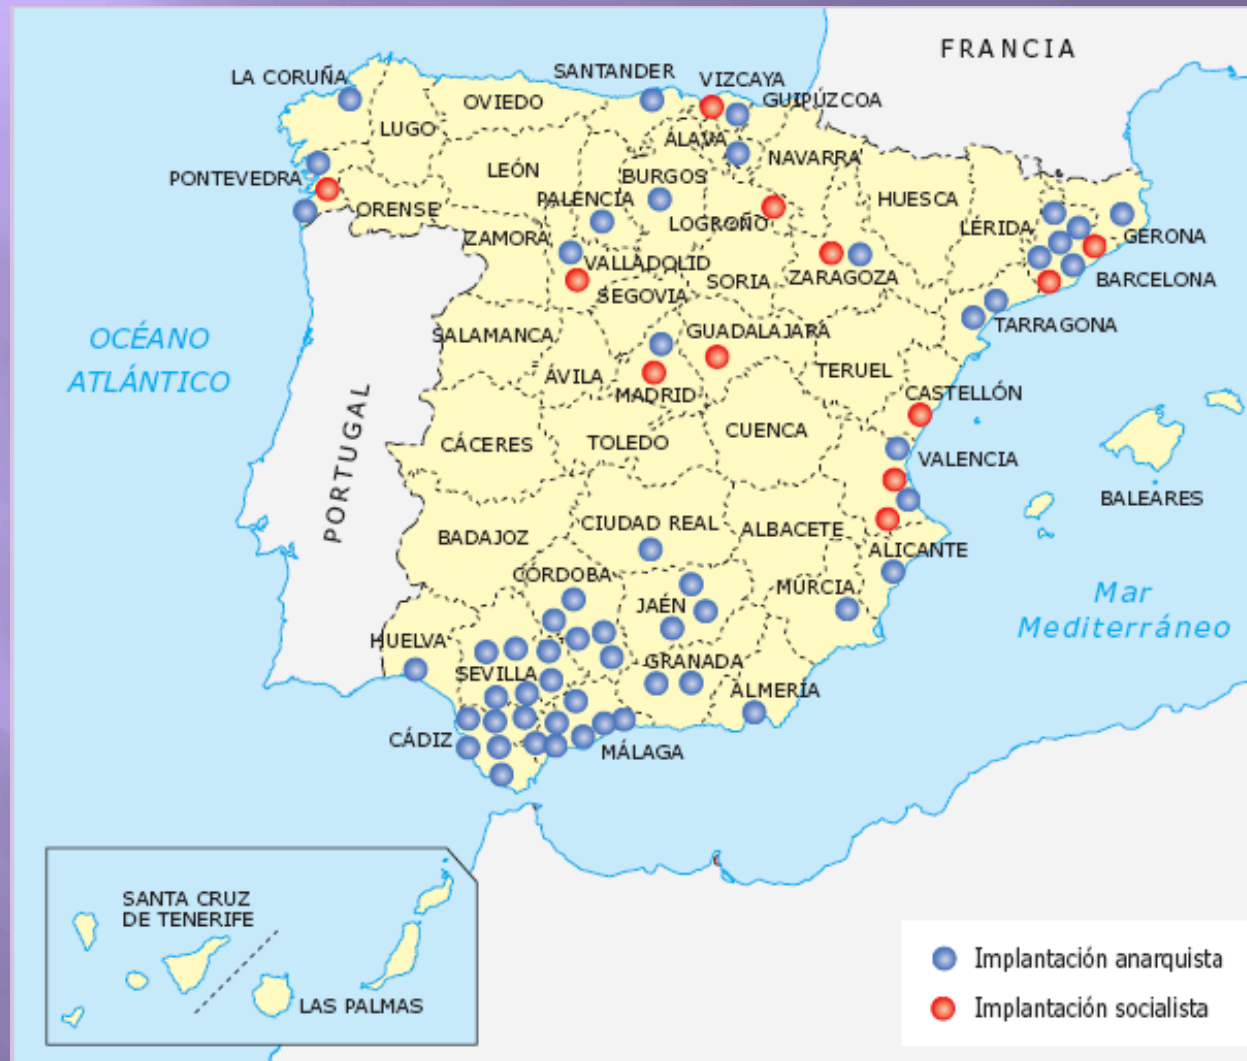 FRANCIA
SANTANDER
VIZCAYA
LA CORUÑA
OVIEDO
GUIPÚZCOA
LUGO
ÁLAVA
NAVARRA
LEÓN
BURGOS
PONTEVEDRA
PALENCIA
HUESCA
ORENSE
LOGROÑO
LÉRIDA
ZAMORA
GERONA
VALLADOLID
SORIA
ZARAGOZA
BARCELONA
SEGOVIA
TARRAGONA
OCÉANO
ATLÁNTICO
SALAMANCA
GUADALAJARA
ÁVILA
TERUEL
MADRID
CASTELLÓN
PORTUGAL
CÁCERES
TOLEDO
CUENCA
VALENCIA
BALEARES
BADAJOZ
CIUDAD REAL
ALBACETE
ALICANTE
CÓRDOBA
JAÉN
MÚRCIA
Mar
Mediterráneo
HUELVA
SEVILLA
GRANADA
ALMERÍA
CÁDIZ
MÁLAGA
SANTA CRUZ
DE TENERIFE
LAS PALMAS
Implantación anarquista
Implantación socialista